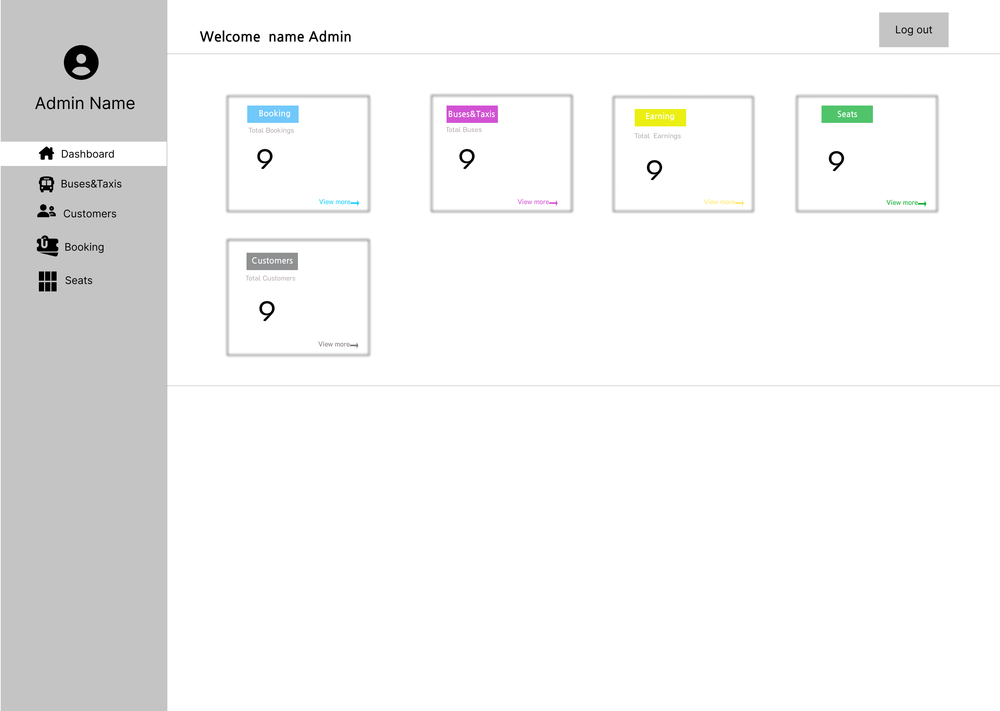 Admin Name
Dashboard
Buses&Taxis
Customers
Booking
Seats
Welcome  name Admin
Log out
Booking
Total Bookings
9
View more
Buses&Taxis
Total Buses
9
View more
Earning
Total  Earnings
9
View more
Seats
9
View more
Customers
Total Customers
9
View more